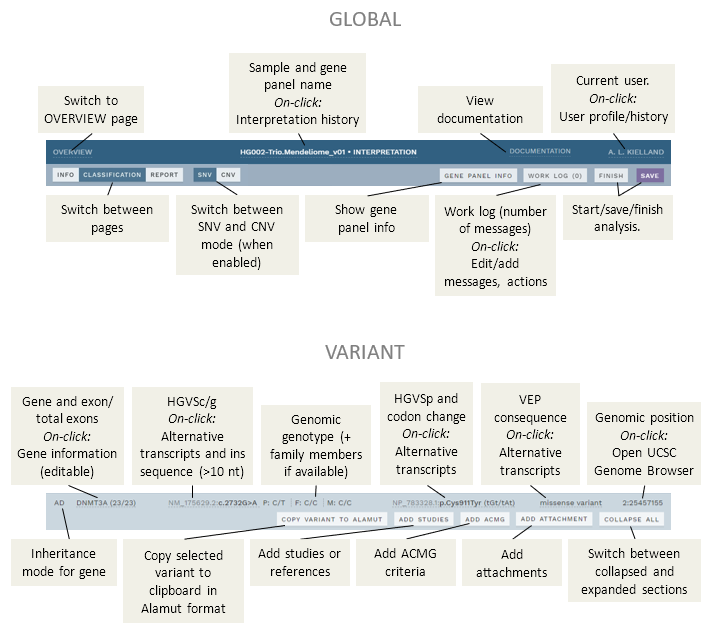 GLOBAL
Switch to
OVERVIEW page
Sample and gene
panel name
On-click:
Interpretation history
View
documentation
Current user.
On-click:
User profile/history
OVERVIEW
HG002-Trio.Mendeliome_v01 • INTERPRETATION
DOCUMENTATION
A. L. KIELLAND
INFO
CLASSIFICATION
REPORT
SNV
CNV
GENE PANEL INFO
WORK LOG (0)
FINISH
SAVE
Switch between
pages
Switch between
SNV and CNV
mode (when
enabled)
Show gene
panel info
Work log (number
of messages)
On-click:
Edit/add
messages, actions
Start/save/finish
analysis.
VARIANT
Gene and exon/
total exons
On-click:
Gene information
(editable)
HGVSc/g
On-click:
Alternative
transcripts and ins
sequence (>10 nt)
Genomic
genotype (+
family members
if available)
HGVSp and
codon change
On-click:
Alternative
transcripts
VEP
consequence
On-click:
Alternative
transcripts
Genomic position
On-click:
Open UCSC
Genome Browser
AD
DNMT3A (23/23)
NM_175629.2:c.2732G>A
P: C/T | F: C/C | M: C/C
NP_783328.1:p.Cys911Tyr (tGt/tAt)
missense variant
2:25457155
COPY VARIANT TO ALAMUT
ADD STUDIES
ADD ACMG
ADD ATTACHMENT
COLLAPSE ALL
Inheritance
mode for gene
Copy selected
variant to
clipboard in
Alamut format
Add studies or
references
Add ACMG
criteria
Add
attachments
Switch between
collapsed and
expanded sections